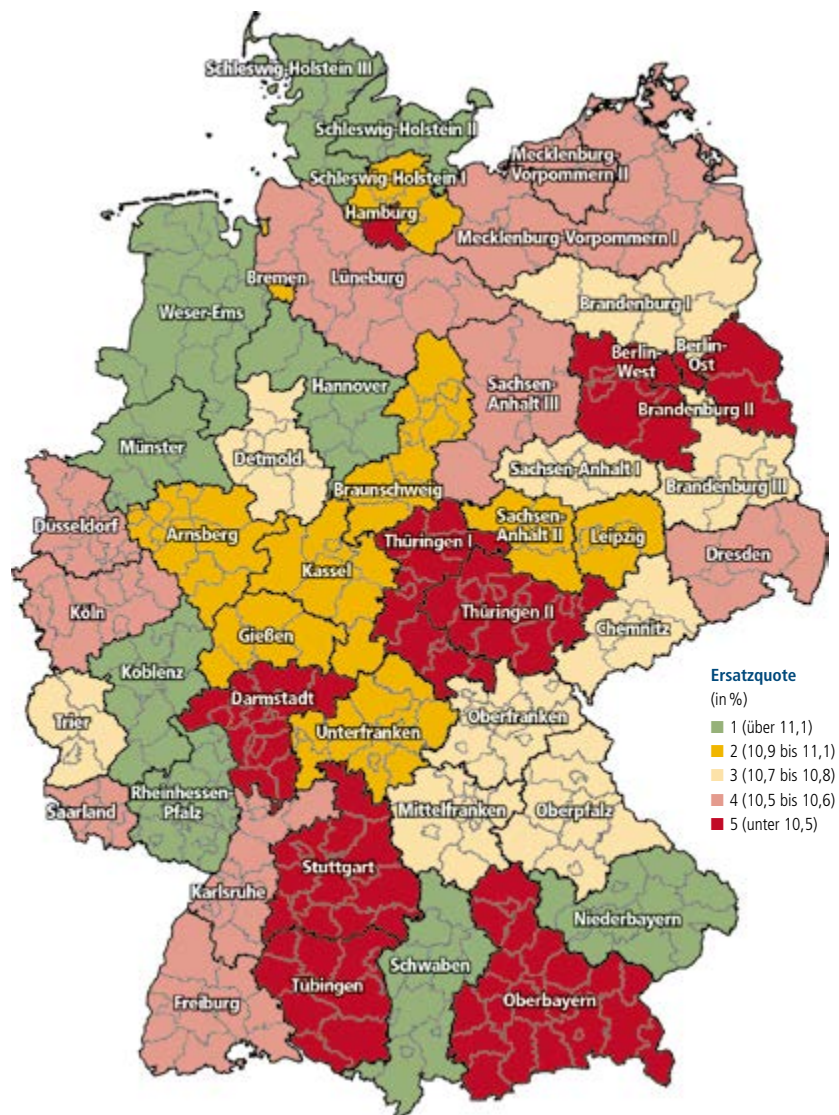 Schleswig-Holstein III
Schleswig-Holstein II
Mecklenburg-
Vorpommern II
Schleswig-Holstein I
Hamburg
Mecklenburg-Vorpommern I
Bremen
Lüneburg
Brandenburg I
Weser-Ems
Berlin-
West
Berlin-
Ost
Hannover
Sachsen-
Anhalt III
Brandenburg II
Münster
Detmold
Sachsen-Anhalt I
Braunschweig
Brandenburg III
Düsseldorf
Arnsberg
Thüringen I
Sachsen-
Anhalt II
Leipzig
Dresden
Kassel
Köln
Thüringen II
Chemnitz
Gießen
Koblenz
Darmstadt
Trier
Oberfranken
Unterfranken
Rheinhessen-
Pfalz
Saarland
Mittelfranken
Oberpfalz
Stuttgart
Karlsruhe
Niederbayern
Schwaben
Tübingen
Freiburg
Oberbayern
Ersatzquote
(in %)
1 (über 11,1)
2 (10,9 bis 11,1)
3 (10,7 bis 10,8)
4 (10,5 bis 10,6)
5 (unter 10,5)